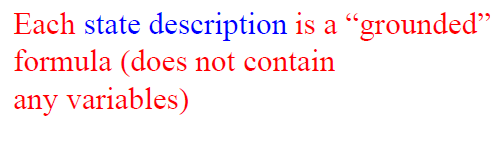 Each state description is a “grounded”
formula (does not contain
any variables)